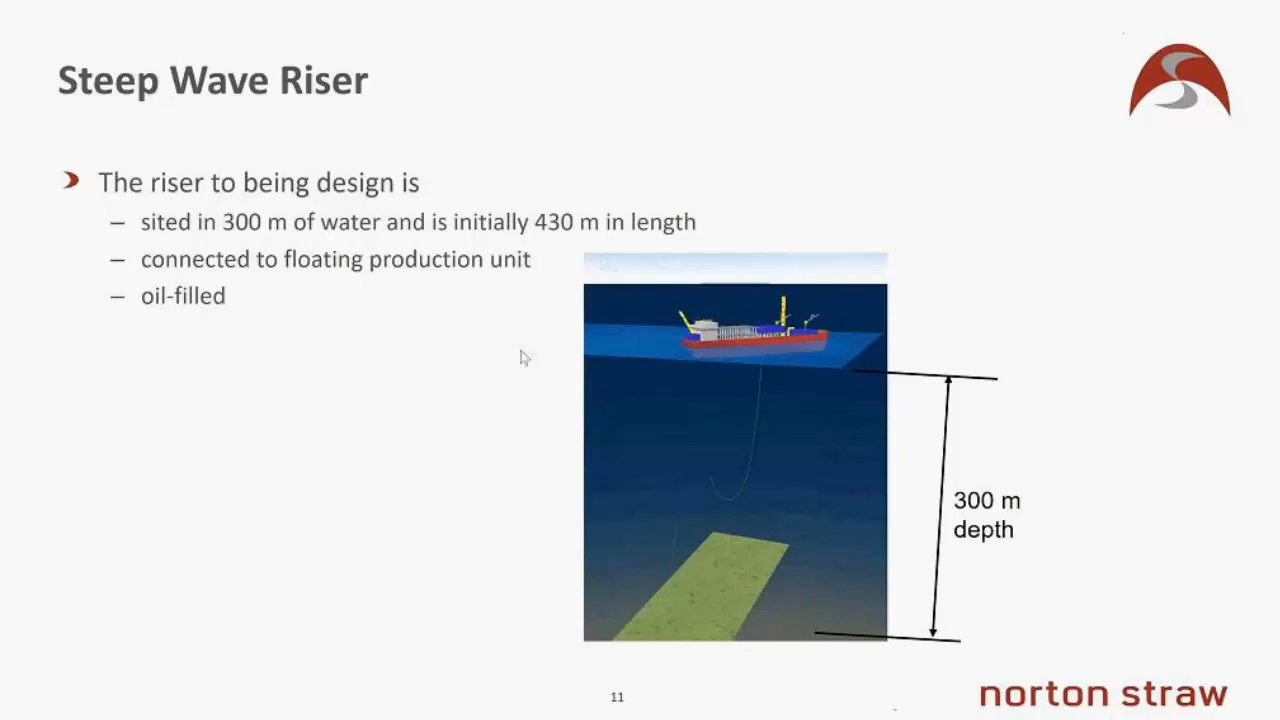 Steep Wave Riser
The riser to being design is
– sited in 300 m of water and is initially 430 m in length
– connected to floating production unit
– oil-filled
300 m
depth
11
norton straw